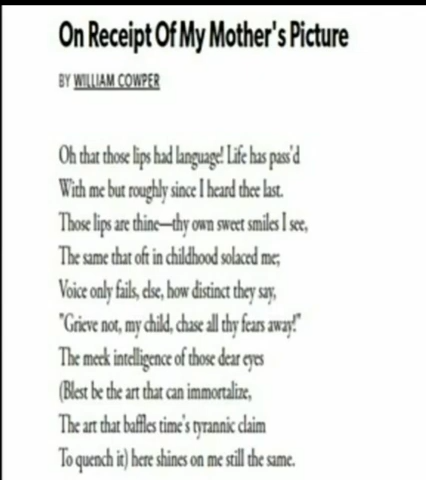 On Receipt Of My Mother's Picture
BY WILLIAM COWPER
Oh that those lips had language! Life has pass'd
With me but roughly since I heard thee last.
Those lips are thine—thy own sweet smiles I see,
The same that oft in childhood solaced me;
Voice only fails, else, how distinct they say,
"Grieve not, my child, chase all thy fears away!"
The meek intelligence of those dear eyes
(Blest be the art that can immortalize,
The art that baffles time's tyrannic claim
To quench it) here shines on me still the same.